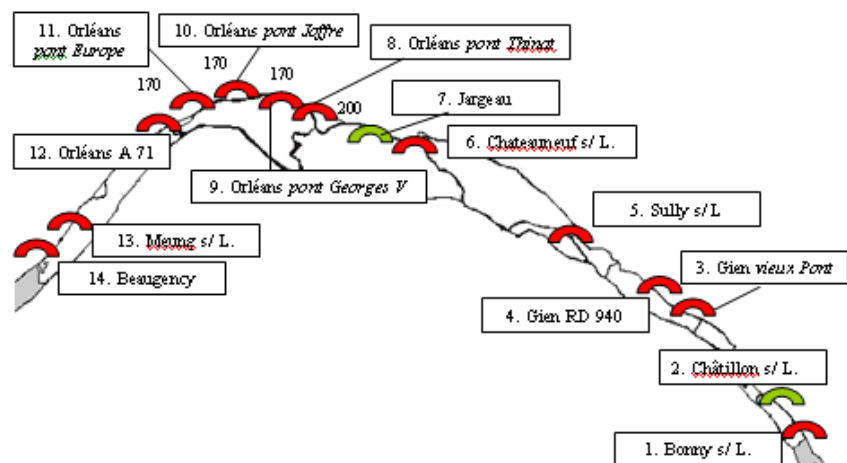 11. Orléans
pont Europe
10. Orléans pont Joffre
8. Orléans pont Thinat
170
170
170
200
7. Jargeau
6. Chateauneuf s/ L.
12. Orléans A 71
9. Orléans pont Georges V
5. Sully s/ L
13. Meung s/ L.
14. Beaugency
3. Gien vieux Pont
4. Gien RD 940
2. Châtillon s/ L.
1. Bonny s/ L.